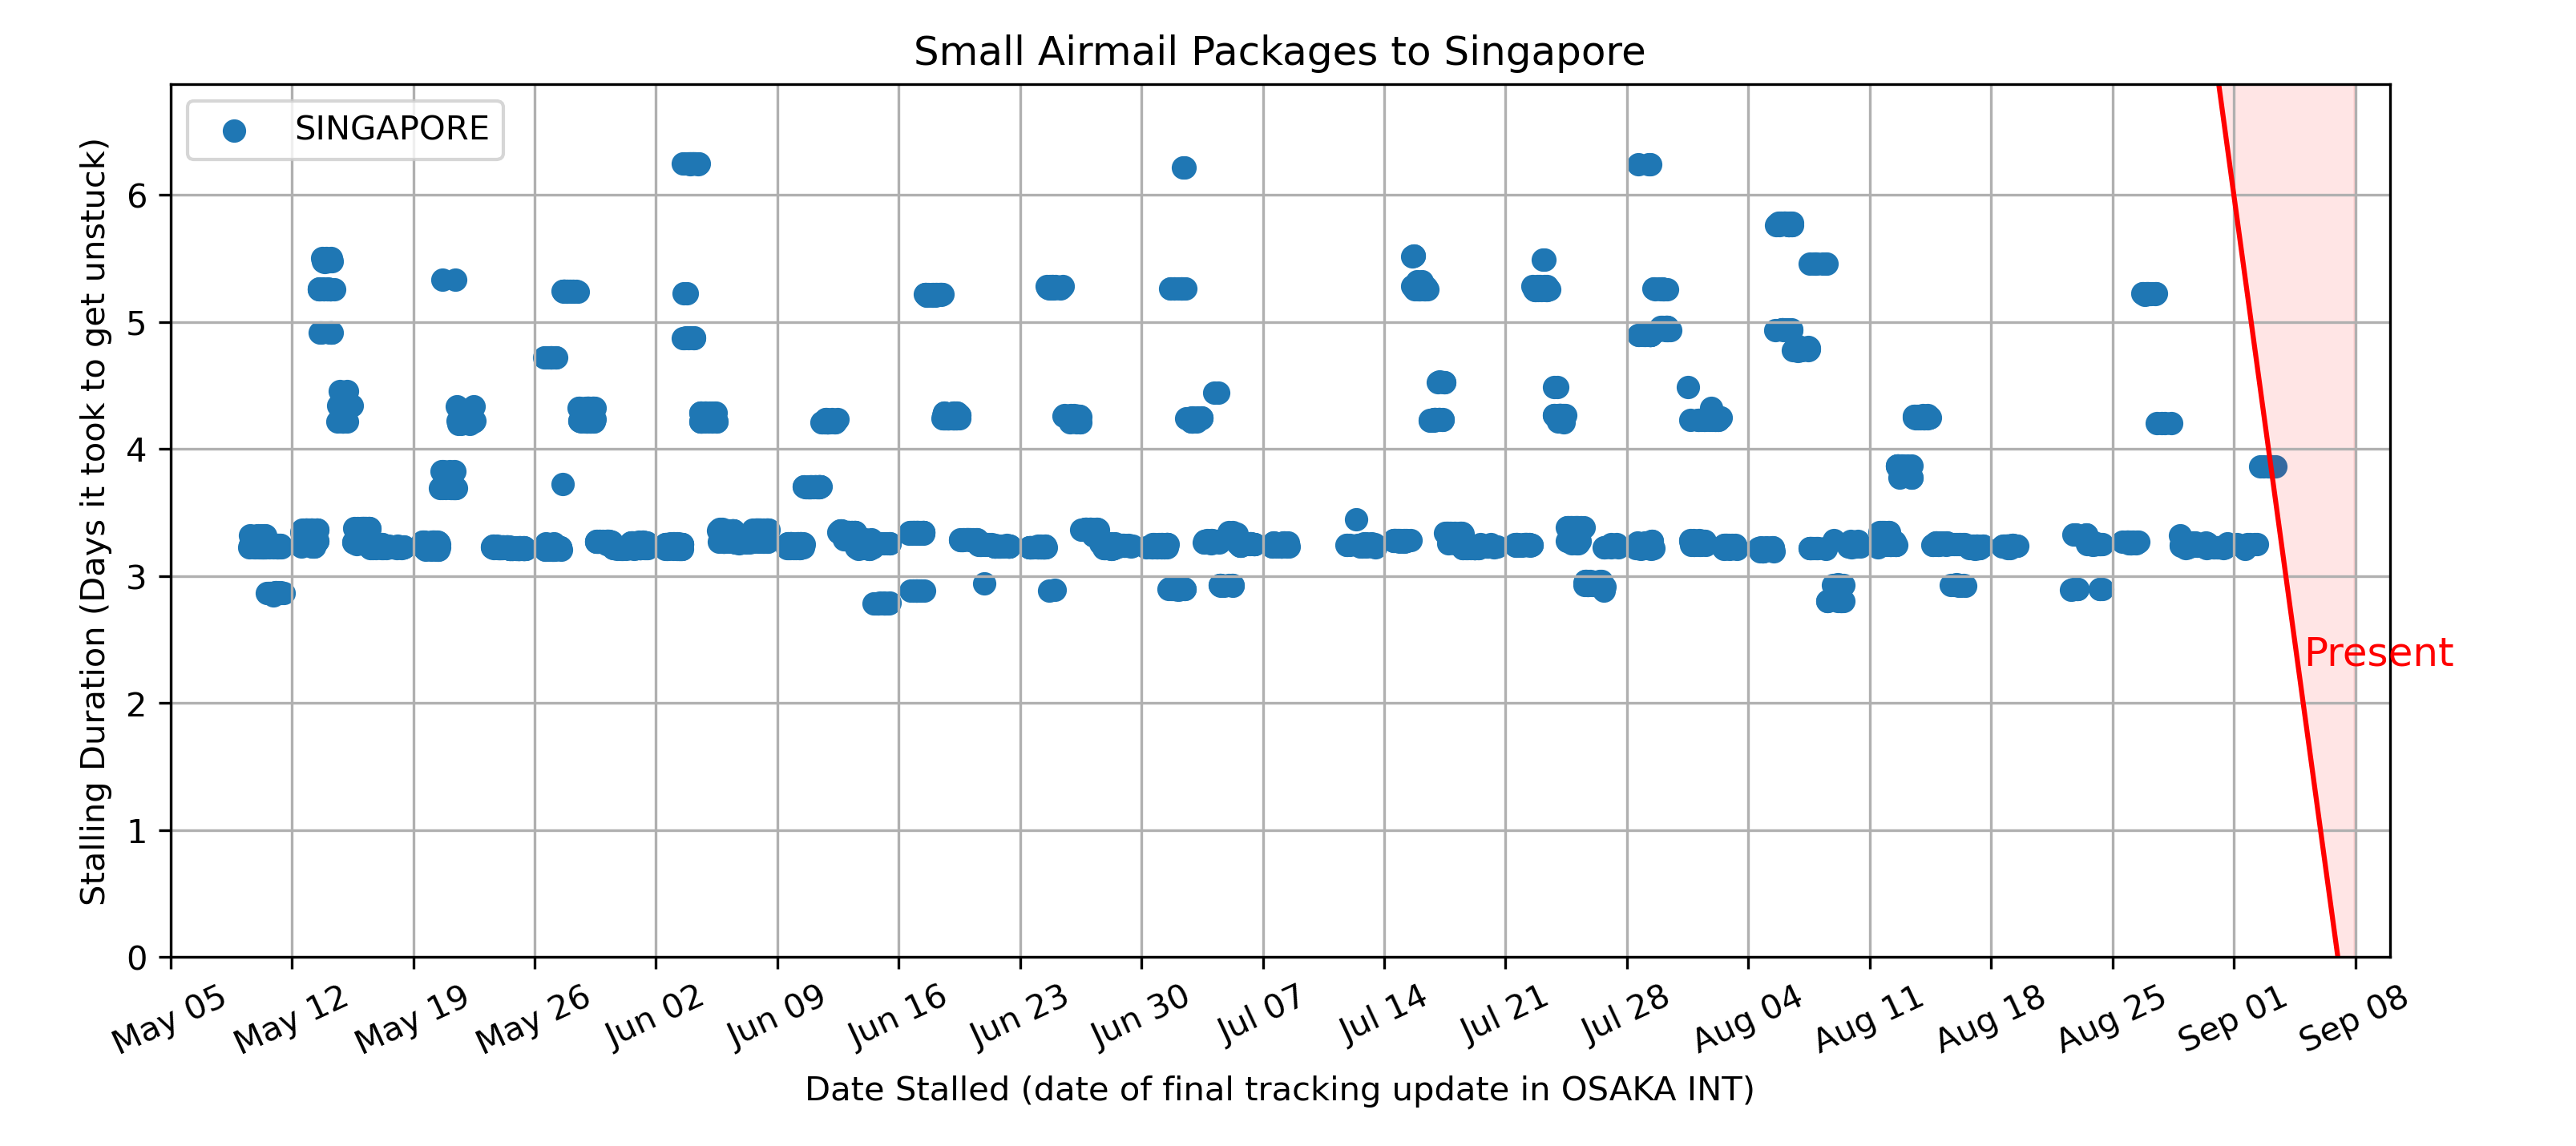 Small Airmail Packages to Singapore
SINGAPORE
Stalling Duration (Days it took to get unstuck)
6
5
4
3
2
1
0
Present
May 05
May 12
May 19
May 26
Jun 02
Jun 09
Jun 16
Jun 23
Jun 30
Jul 07
Jul 14
Jul 21
Jul 28
Aug 04
Aug 11
Aug 18
Aug 25
Sep 01
Sep 08
Date Stalled (date of final tracking update in OSAKA INT)